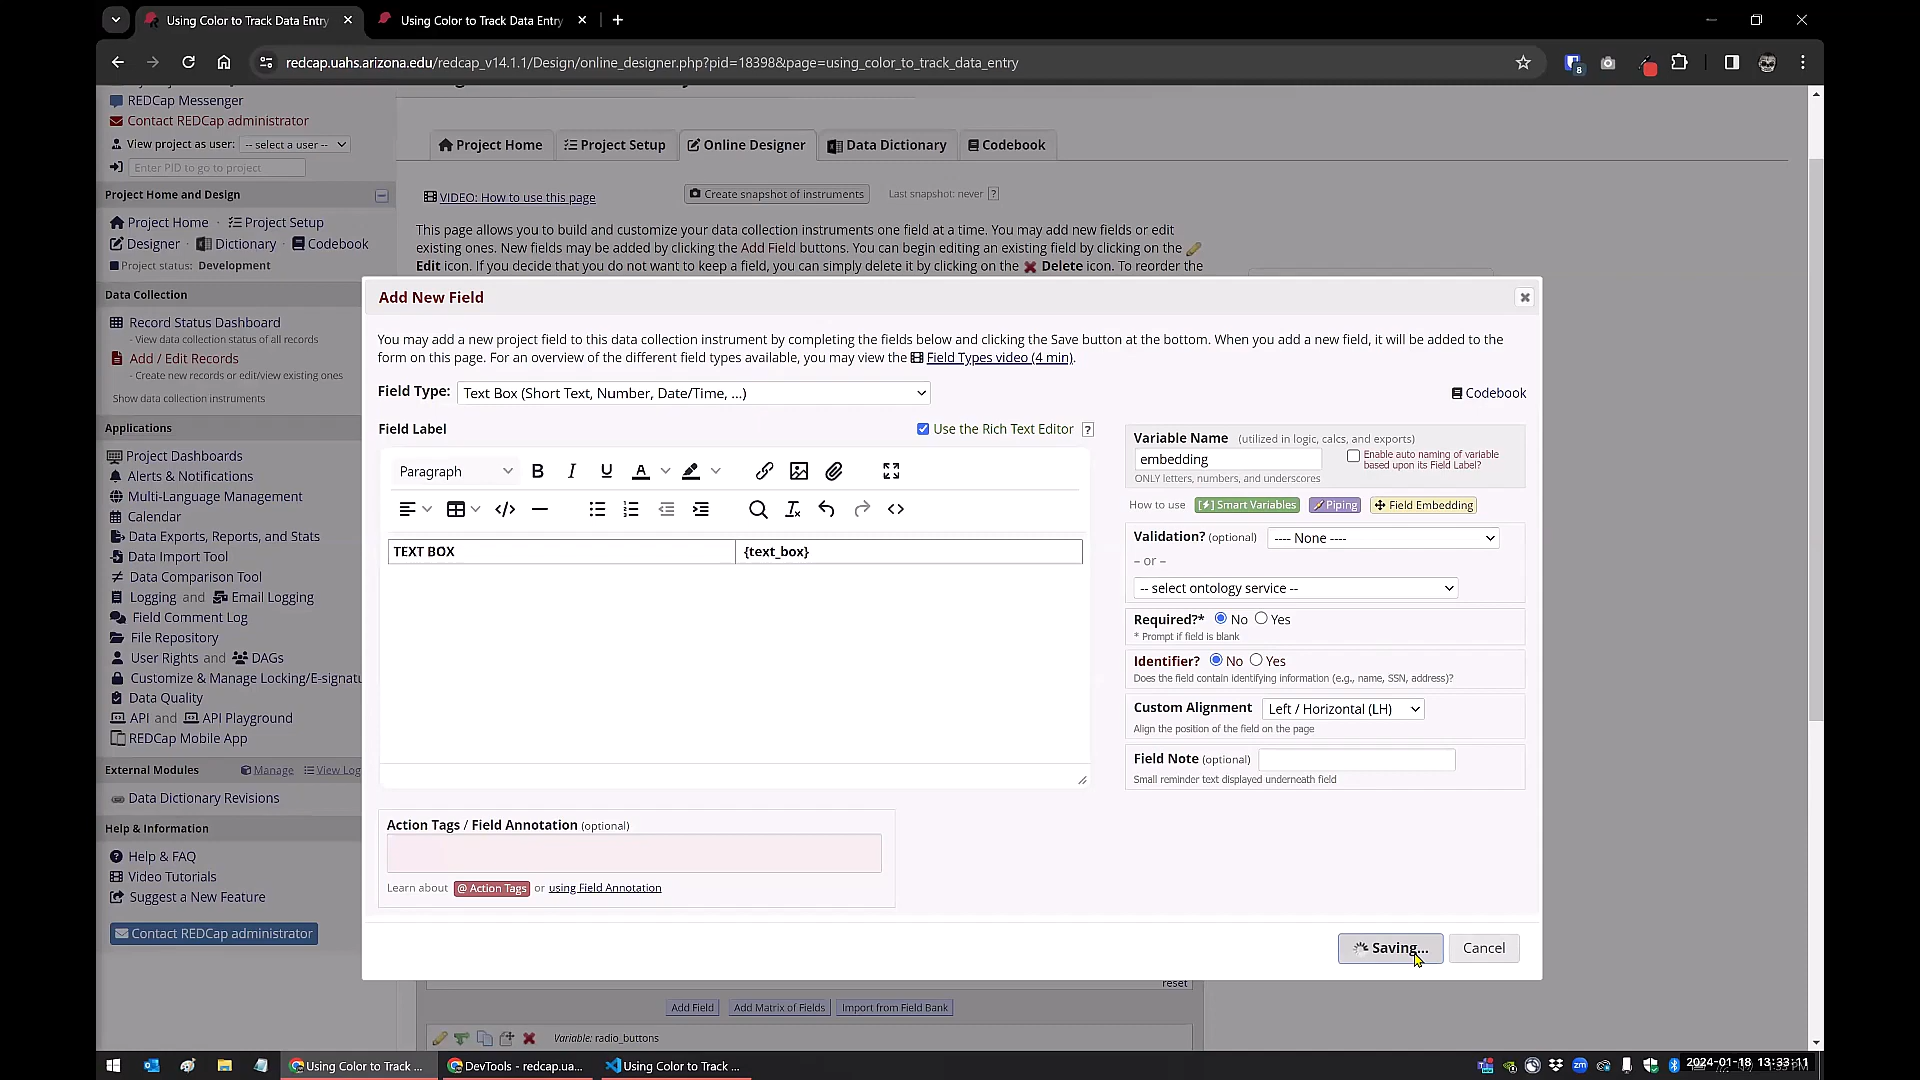 Using Color to Track Data Entry
Using Color to Track Data Entry
redcap.uahs.arizona.edu/redcap_v14.1.1/Design/online_designer.php?pid=18398&page=using_color_to_track_data_entry
REDCap Messenger
Contact REDCap administrator
View project as user: -- select a user --
Enter PID to go to project
Project Home and Design
Project Home · Project Setup
Designer · Dictionary · Codebook
Project status: Development
Data Collection
Record Status Dashboard
- View data collection status of all records
Add / Edit Records
- Create new records or edit/view existing ones
Show data collection instruments
Applications
Project Dashboards
Alerts & Notifications
Multi-Language Management
Calendar
Data Exports, Reports, and Stats
Data Import Tool
Data Comparison Tool
Logging and Email Logging
Field Comment Log
File Repository
User Rights and DAGs
Customize & Manage Locking/E-signatu
Data Quality
API and API Playground
REDCap Mobile App
External Modules Manage View Log
Data Dictionary Revisions
Help & Information
Help & FAQ
Video Tutorials
Suggest a New Feature
Contact REDCap administrator
Project Home
Project Setup
Online Designer
Data Dictionary
Codebook
VIDEO: How to use this page
Create snapshot of instruments
Last snapshot: never ?
This page allows you to build and customize your data collection instruments one field at a time. You may add new fields or edit
existing ones. New fields may be added by clicking the Add Field buttons. You can begin editing an existing field by clicking on the
Edit icon. If you decide that you do not want to keep a field, you can simply delete it by clicking on the Delete icon. To reorder the
Add New Field
You may add a new project field to this data collection instrument by completing the fields below and clicking the Save button at the bottom. When you add a new field, it will be added to the
form on this page. For an overview of the different field types available, you may view the Field Types video (4 min).
Field Type: Text Box (Short Text, Number, Date/Time, ...)
Codebook
Field Label
Use the Rich Text Editor ?
Paragraph B I U A
TEXT BOX {text_box}
Variable Name (utilized in logic, calcs, and exports)
embedding
Enable auto naming of variable
based upon its Field Label?
ONLY letters, numbers, and underscores
How to use Smart Variables Piping Field Embedding
Validation? (optional) ---- None ----
– or –
-- select ontology service --
Required?* No Yes
* Prompt if field is blank
Identifier? No Yes
Does the field contain identifying information (e.g., name, SSN, address)?
Custom Alignment Left / Horizontal (LH)
Align the position of the field on the page
Field Note (optional)
Small reminder text displayed underneath field
Action Tags / Field Annotation (optional)
Learn about @ Action Tags or using Field Annotation
Saving...
Cancel
reset
Add Field
Add Matrix of Fields
Import from Field Bank
Variable: radio_buttons
Using Color to Track ...
DevTools - redcap.ua...
Using Color to Track ...
2024-01-18 13:33:11